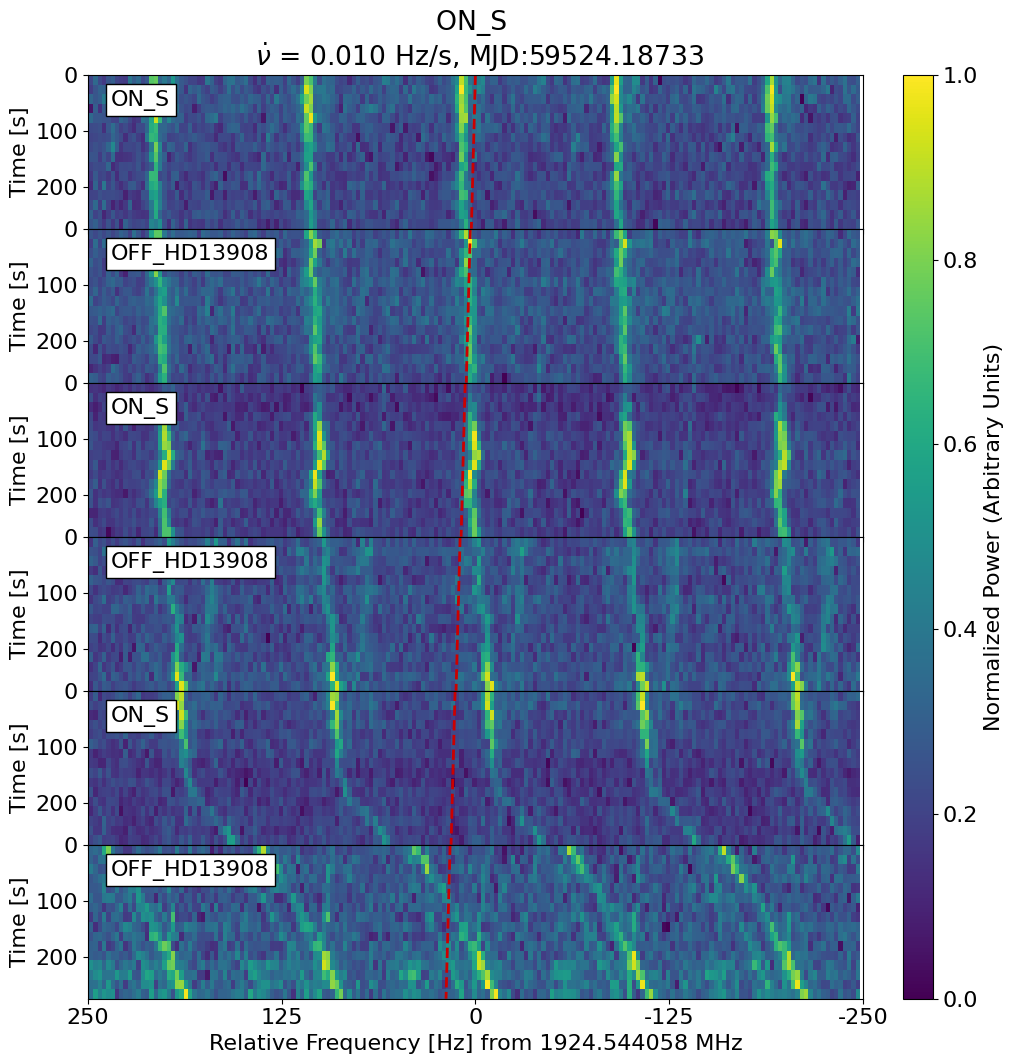 ON_S
ν̇ = 0.010 Hz/s, MJD:59524.18733
0
100
200
Time [s]
ON_S
0
100
200
Time [s]
OFF_HD13908
0
100
200
Time [s]
ON_S
0
100
200
Time [s]
OFF_HD13908
0
100
200
Time [s]
ON_S
0
100
200
Time [s]
OFF_HD13908
250 125 0 -125 -250
Relative Frequency [Hz] from 1924.544058 MHz
1.0
0.8
0.6
0.4
0.2
0.0
Normalized Power (Arbitrary Units)